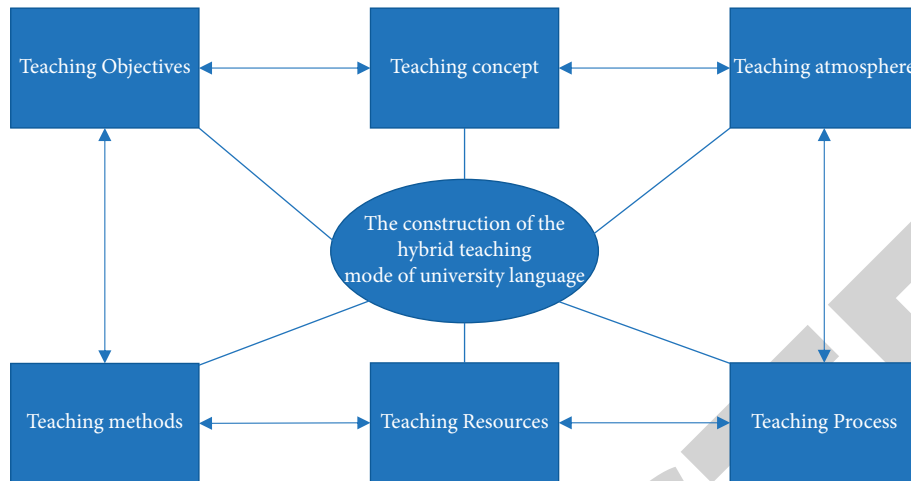 Teaching Objectives
Teaching concept
Teaching atmosphere
The construction of the
hybrid teaching
mode of university language
Teaching methods
Teaching Resources
Teaching Process